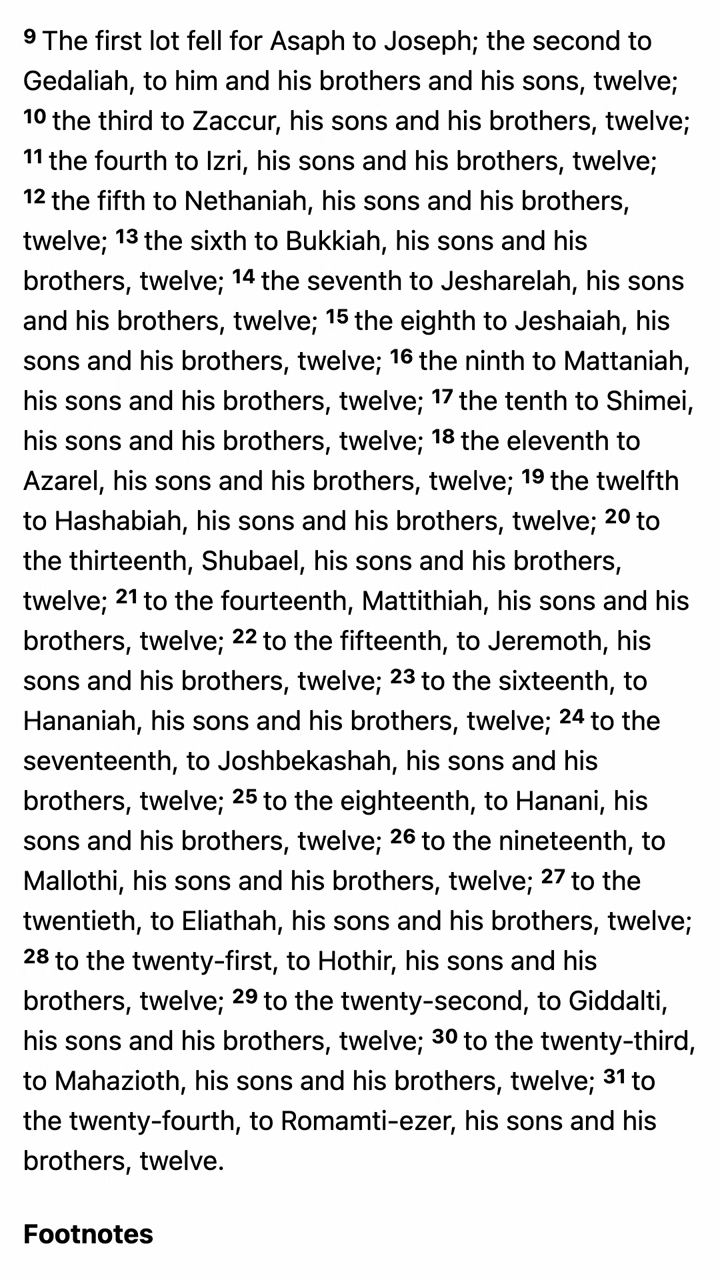 9 The first lot fell for Asaph to Joseph; the second to
Gedaliah, to him and his brothers and his sons, twelve;
10 the third to Zaccur, his sons and his brothers, twelve;
11 the fourth to Izri, his sons and his brothers, twelve;
12 the fifth to Nethaniah, his sons and his brothers,
twelve; 13 the sixth to Bukkiah, his sons and his
brothers, twelve; 14 the seventh to Jesharelah, his sons
and his brothers, twelve; 15 the eighth to Jeshaiah, his
sons and his brothers, twelve; 16 the ninth to Mattaniah,
his sons and his brothers, twelve; 17 the tenth to Shimei,
his sons and his brothers, twelve; 18 the eleventh to
Azarel, his sons and his brothers, twelve; 19 the twelfth
to Hashabiah, his sons and his brothers, twelve; 20 to
the thirteenth, Shubael, his sons and his brothers,
twelve; 21 to the fourteenth, Mattithiah, his sons and his
brothers, twelve; 22 to the fifteenth, to Jeremoth, his
sons and his brothers, twelve; 23 to the sixteenth, to
Hananiah, his sons and his brothers, twelve; 24 to the
seventeenth, to Joshbekashah, his sons and his
brothers, twelve; 25 to the eighteenth, to Hanani, his
sons and his brothers, twelve; 26 to the nineteenth, to
Mallothi, his sons and his brothers, twelve; 27 to the
twentieth, to Eliathah, his sons and his brothers, twelve;
28 to the twenty-first, to Hothir, his sons and his
brothers, twelve; 29 to the twenty-second, to Giddalti,
his sons and his brothers, twelve; 30 to the twenty-third,
to Mahazioth, his sons and his brothers, twelve; 31 to
the twenty-fourth, to Romamti-ezer, his sons and his
brothers, twelve.
Footnotes